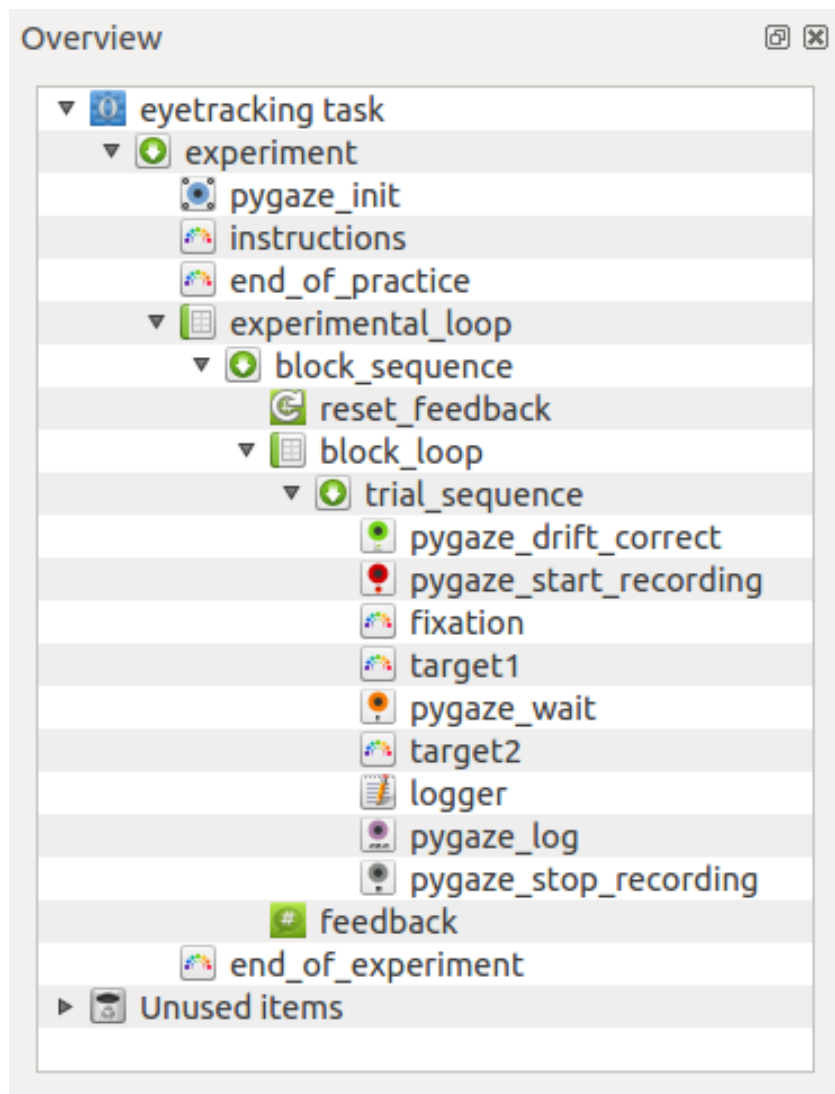 Overview
eyetracking task
experiment
pygaze_init
instructions
end_of_practice
experimental_loop
block_sequence
reset_feedback
block_loop
trial_sequence
pygaze_drift_correct
pygaze_start_recording
fixation
target1
pygaze_wait
target2
logger
pygaze_log
pygaze_stop_recording
feedback
end_of_experiment
Unused items